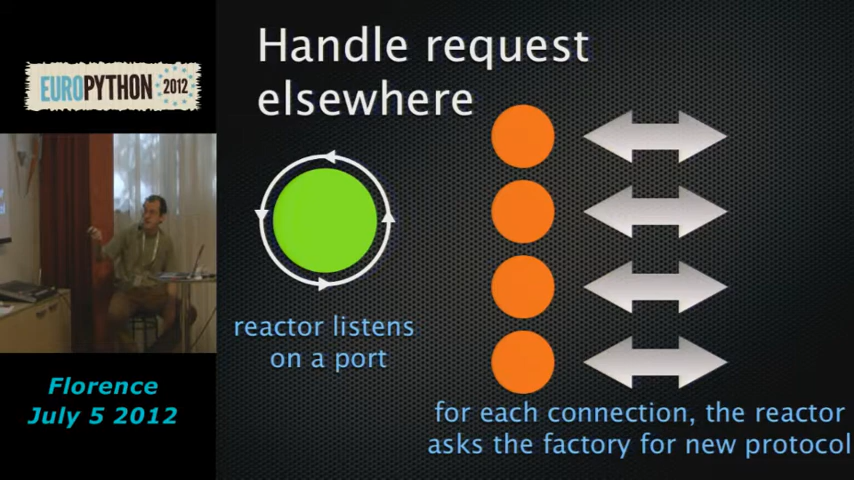 EUROPYTHON 2012
Handle request
elsewhere
reactor listens
on a port
for each connection, the reactor
asks the factory for new protocol
Florence
July 5 2012